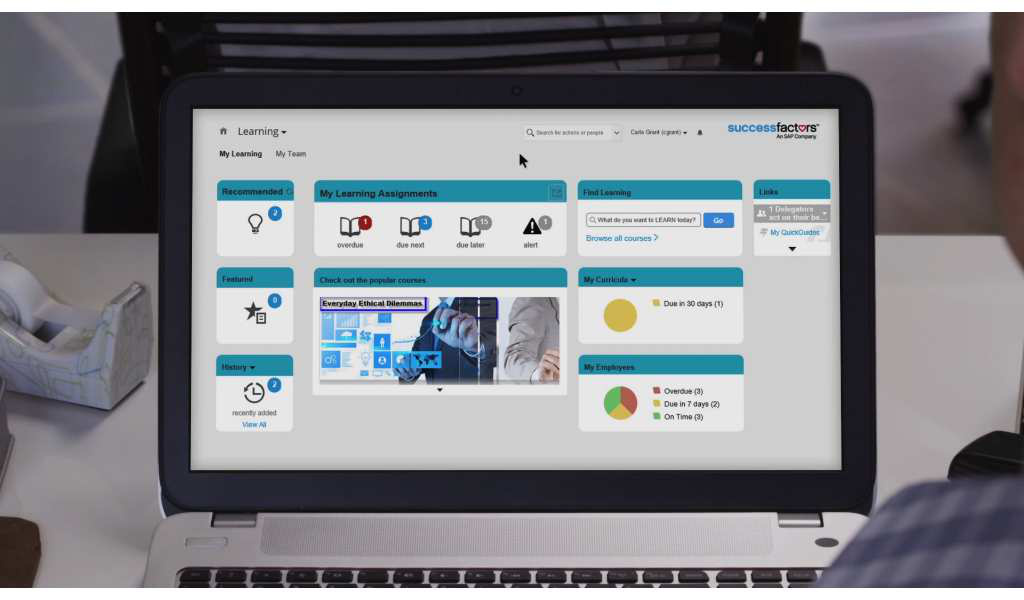 Learning
Search for actions or people
Carla Grant (cgrant)
successfactors™
An SAP Company
My Learning My Team
Recommended
2
My Learning Assignments
1
overdue
3
due next
15
due later
1
alert
Find Learning
What do you want to LEARN today?
Go
Browse all courses
Links
1 Delegators
act on their be...
My QuickGuides
Featured
0
Check out the popular courses
Everyday Ethical Dilemmas
My Curricula
Due in 30 days (1)
History
2
recently added
View All
My Employees
Overdue (3)
Due in 7 days (2)
On Time (3)